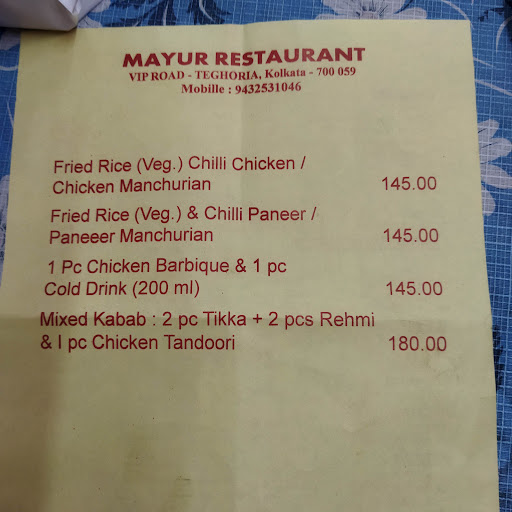 MAYUR RESTAURANT
VIP ROAD - TEGHORIA, Kolkata - 700 059
Mobille : 9432531046
Fried Rice (Veg.) Chilli Chicken /
Chicken Manchurian 145.00
Fried Rice (Veg.) & Chilli Paneer /
Paneeer Manchurian 145.00
1 Pc Chicken Barbique & 1 pc
Cold Drink (200 ml) 145.00
Mixed Kabab : 2 pc Tikka + 2 pcs Rehmi
& I pc Chicken Tandoori 180.00